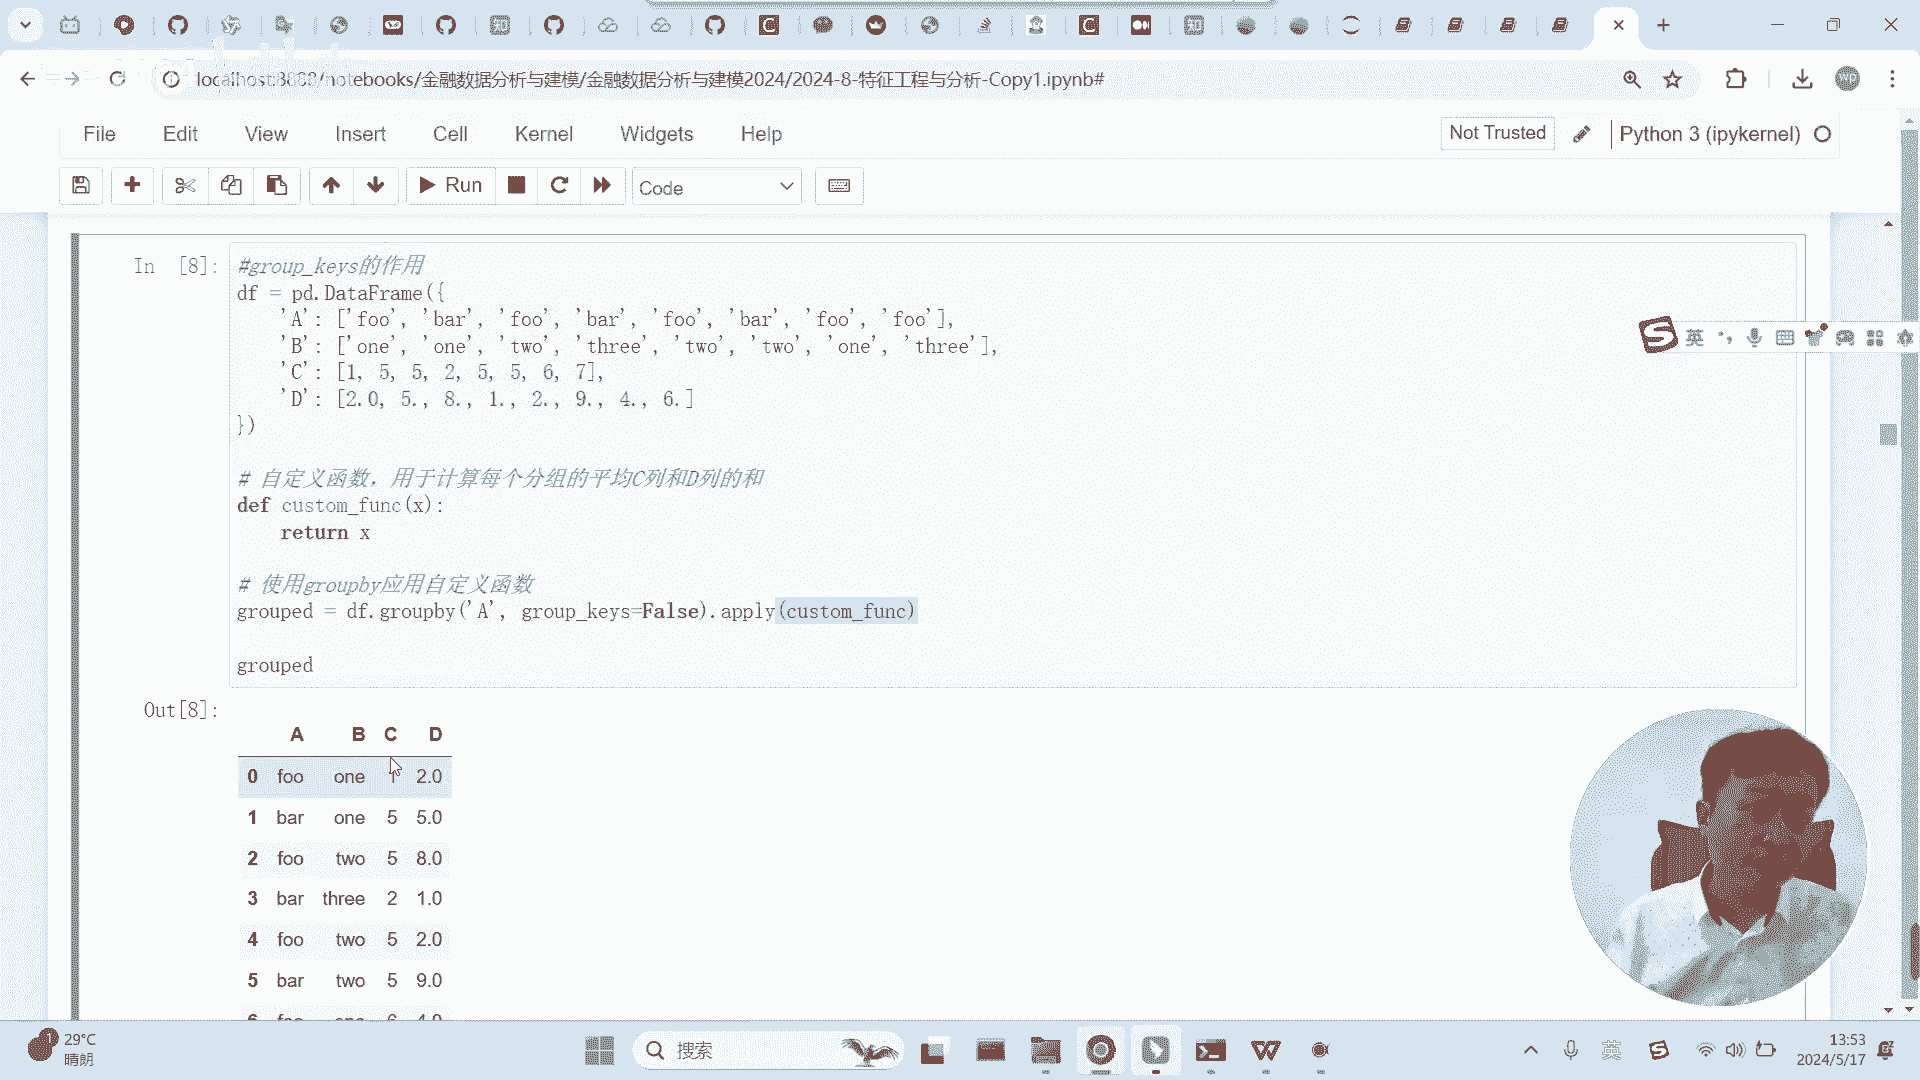 localhost:8888/notebooks/金融数据分析与建模/金融数据分析与建模2024/2024-8-特征工程与分析-Copy1.ipynb#
wp
File Edit View Insert Cell Kernel Widgets Help
Not Trusted
Python 3 (ipykernel)
Run
Code
In [8]:
#group_keys的作用
df = pd.DataFrame({
'A': ['foo', 'bar', 'foo', 'bar', 'foo', 'bar', 'foo', 'foo'],
'B': ['one', 'one', 'two', 'three', 'two', 'two', 'one', 'three'],
'C': [1, 5, 5, 2, 5, 5, 6, 7],
'D': [2.0, 5., 8., 1., 2., 9., 4., 6.]
})
# 自定义函数，用于计算每个分组的平均C列和D列的和
def custom_func(x):
return x
# 使用groupby应用自定义函数
grouped = df.groupby('A', group_keys=False).apply(custom_func)
grouped
英
Out[8]:
A B C D
0 foo one 1 2.0
1 bar one 5 5.0
2 foo two 5 8.0
3 bar three 2 1.0
4 foo two 5 2.0
5 bar two 5 9.0
6 foo one 6 4.0
29°C
晴朗
搜索
英
13:53
2024/5/17